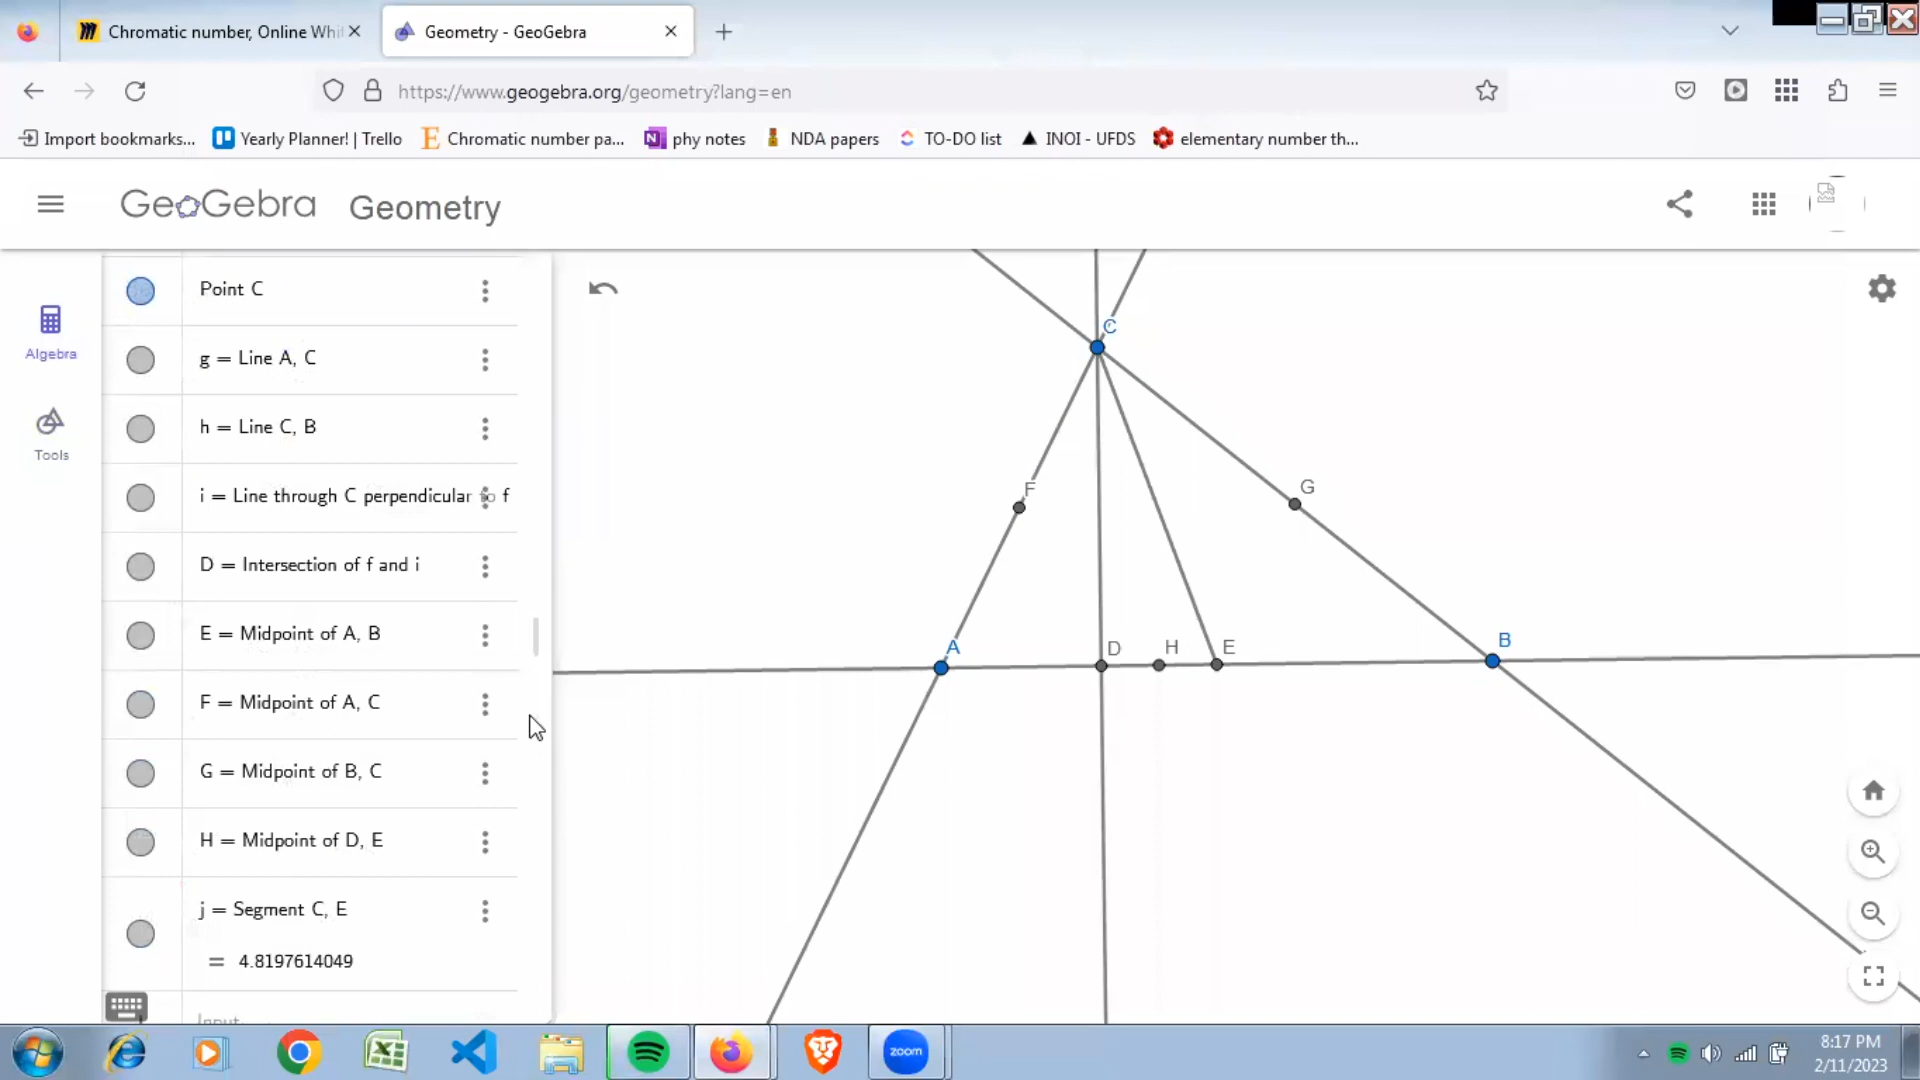 Chromatic number, Online Whi
Geometry - GeoGebra
https://www.geogebra.org/geometry?lang=en
Import bookmarks...
Yearly Planner! | Trello
E
Chromatic number pa...
N
phy notes
NDA papers
TO-DO list
INOI - UFDS
elementary number th...
GeoGebra
Geometry
Algebra
Tools
Point C
g = Line A, C
h = Line C, B
i = Line through C perpendicular to f
D = Intersection of f and i
E = Midpoint of A, B
F = Midpoint of A, C
G = Midpoint of B, C
H = Midpoint of D, E
j = Segment C, E
= 4.8197614049
Input...
C
F
G
A
D
H
E
B
zoom
8:17 PM
2/11/2023